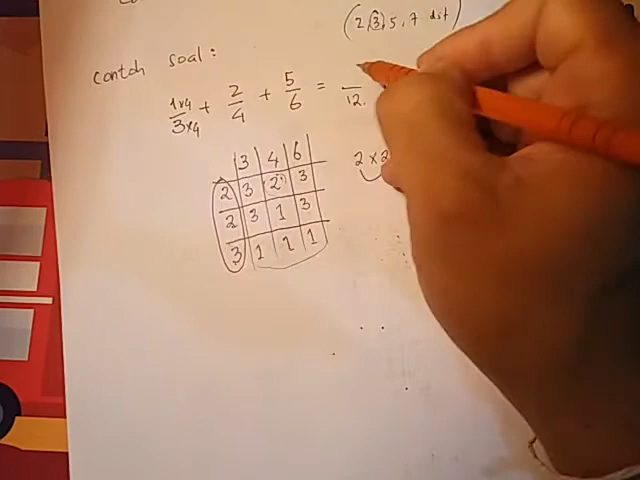 (2, 3, 5, 7 dst)
contoh soal :
1x4/3x4 + 2/4 + 5/6 = /12
3 4 6
2 3 2 3
2 3 1 3
3 1 1 1
2 x 2